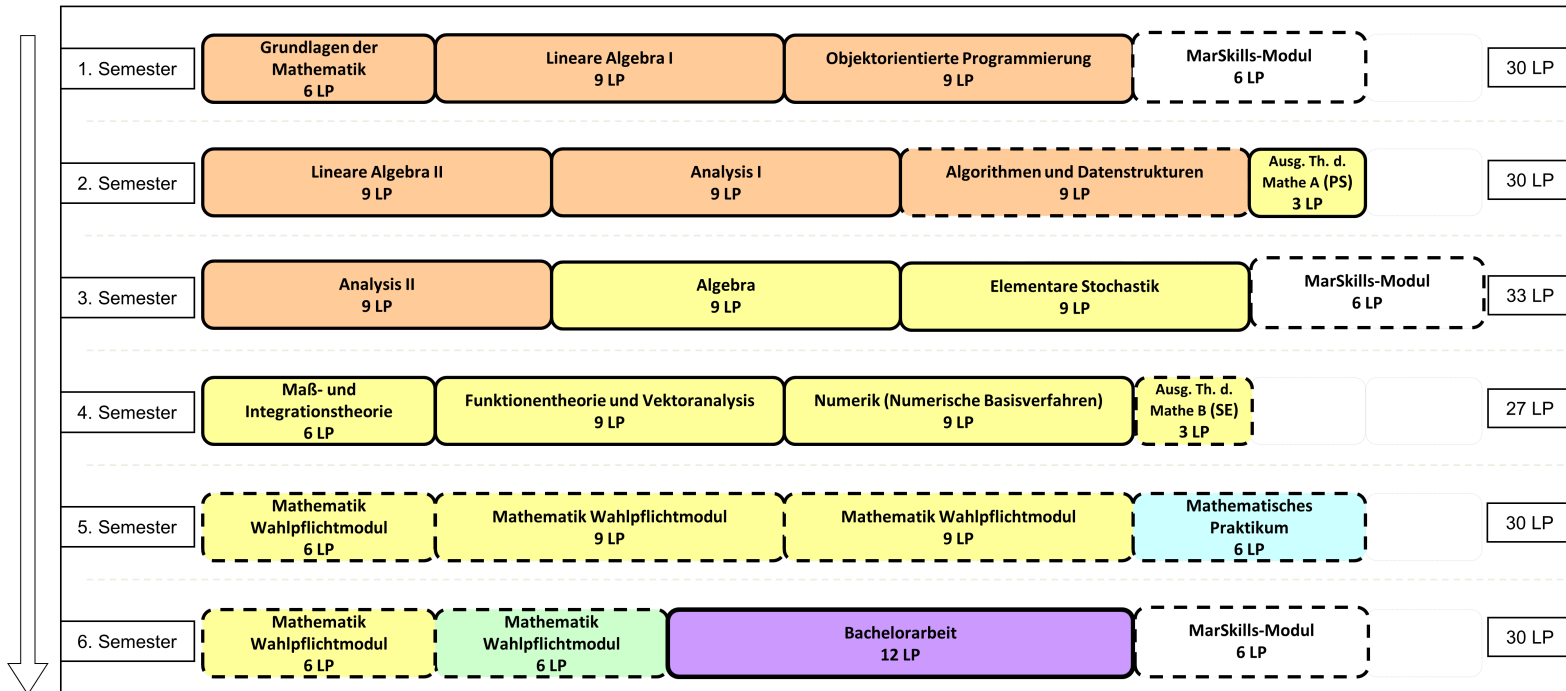 1. Semester
Grundlagen der
Mathematik
6 LP
Lineare Algebra I
9 LP
Objektorientierte Programmierung
9 LP
MarSkills-Modul
6 LP
30 LP
2. Semester
Lineare Algebra II
9 LP
Analysis I
9 LP
Algorithmen und Datenstrukturen
9 LP
Ausg. Th. d.
Mathe A (PS)
3 LP
30 LP
3. Semester
Analysis II
9 LP
Algebra
9 LP
Elementare Stochastik
9 LP
MarSkills-Modul
6 LP
33 LP
4. Semester
Maß- und
Integrationstheorie
6 LP
Funktionentheorie und Vektoranalysis
9 LP
Numerik (Numerische Basisverfahren)
9 LP
Ausg. Th. d.
Mathe B (SE)
3 LP
27 LP
5. Semester
Mathematik
Wahlpflichtmodul
6 LP
Mathematik Wahlpflichtmodul
9 LP
Mathematik Wahlpflichtmodul
9 LP
Mathematisches
Praktikum
6 LP
30 LP
6. Semester
Mathematik
Wahlpflichtmodul
6 LP
Mathematik
Wahlpflichtmodul
6 LP
Bachelorarbeit
12 LP
MarSkills-Modul
6 LP
30 LP